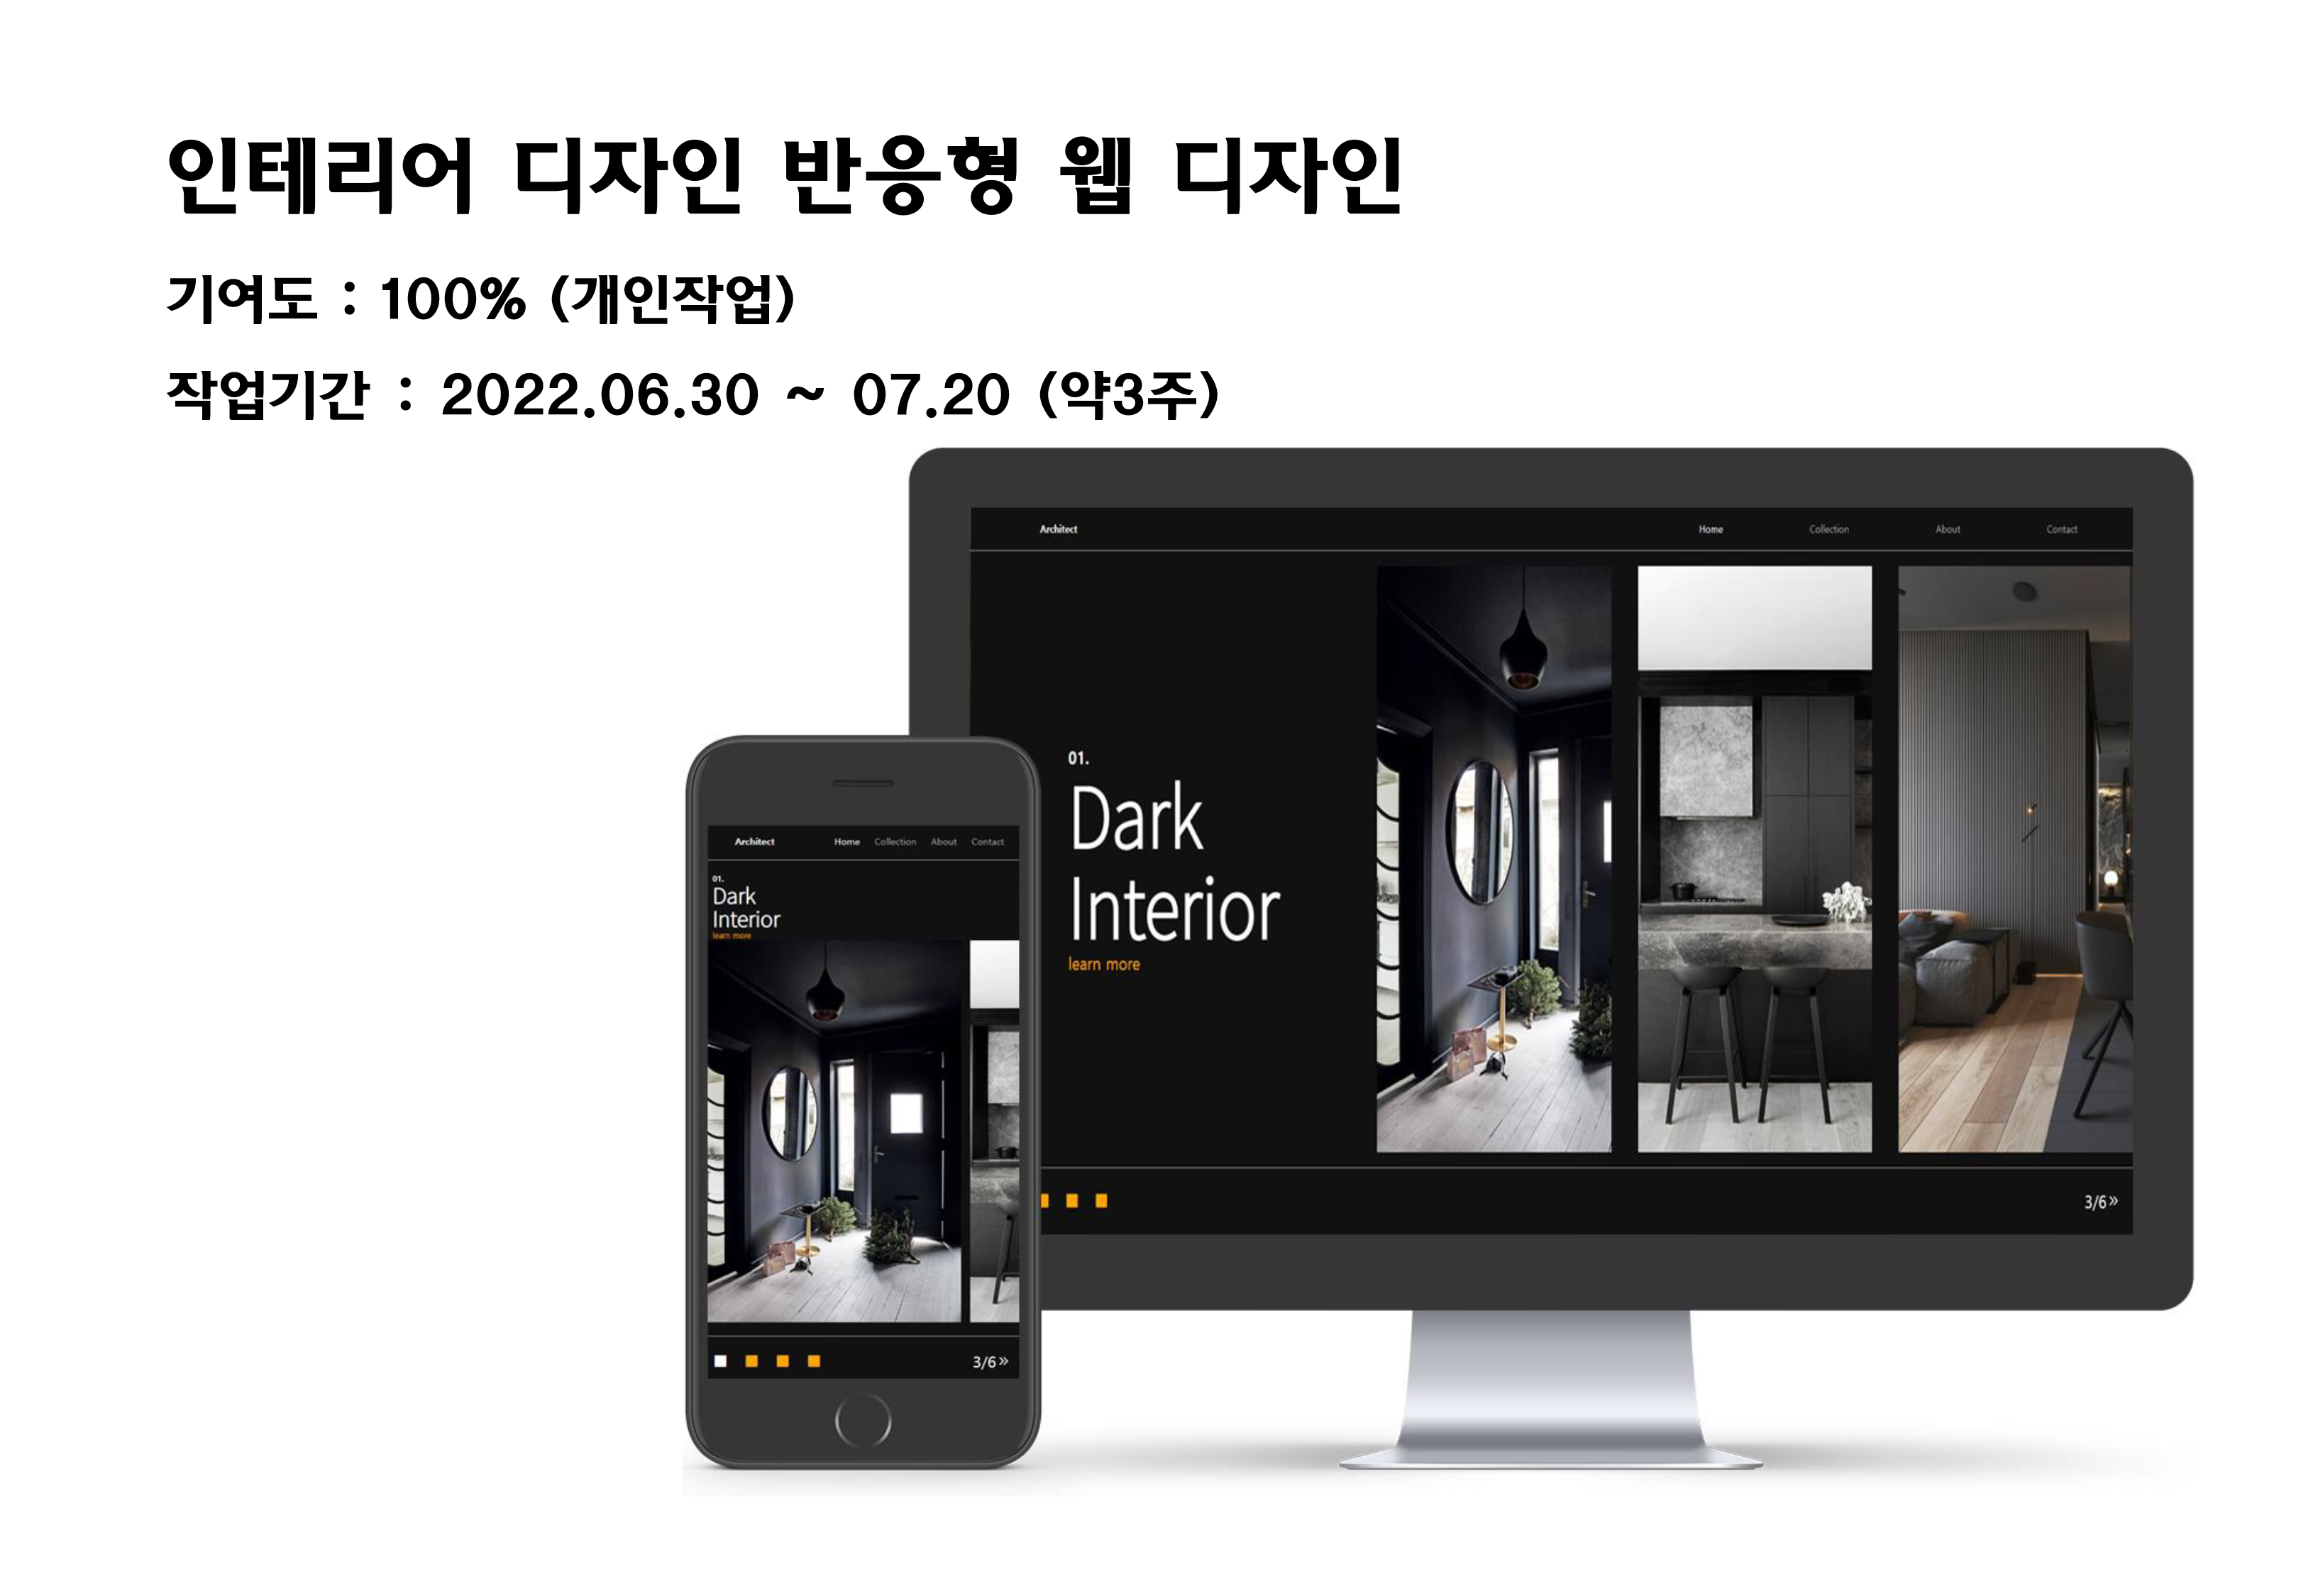 인테리어 디자인 반응형 웹 디자인
기여도 : 100% (개인작업)
작업기간 : 2022.06.30 ~ 07.20 (약3주)
Architect Home Collection About Contact
01.
Dark
Interior
learn more
3/6»
Architect Home Collection About Contact
01.
Dark
Interior
learn more
3/6»